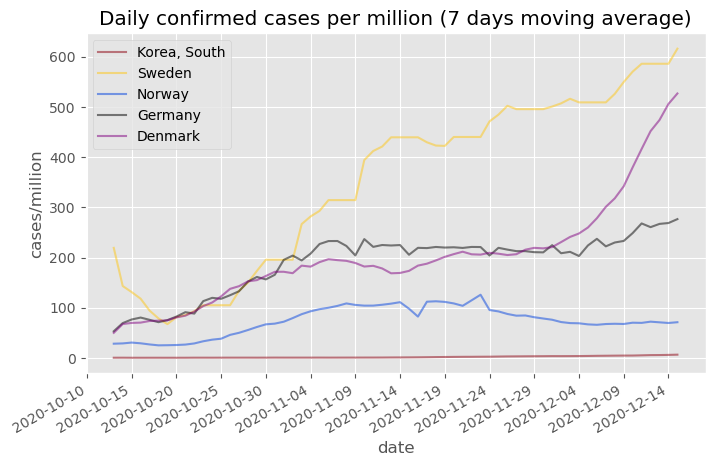 Daily confirmed cases per million (7 days moving average)
Korea, South
Sweden
Norway
Germany
Denmark
600
500
400
300
200
100
0
cases/million
2020-10-10
2020-10-15
2020-10-20
2020-10-25
2020-10-30
2020-11-04
2020-11-09
2020-11-14
2020-11-19
2020-11-24
2020-11-29
2020-12-04
2020-12-09
2020-12-14
date